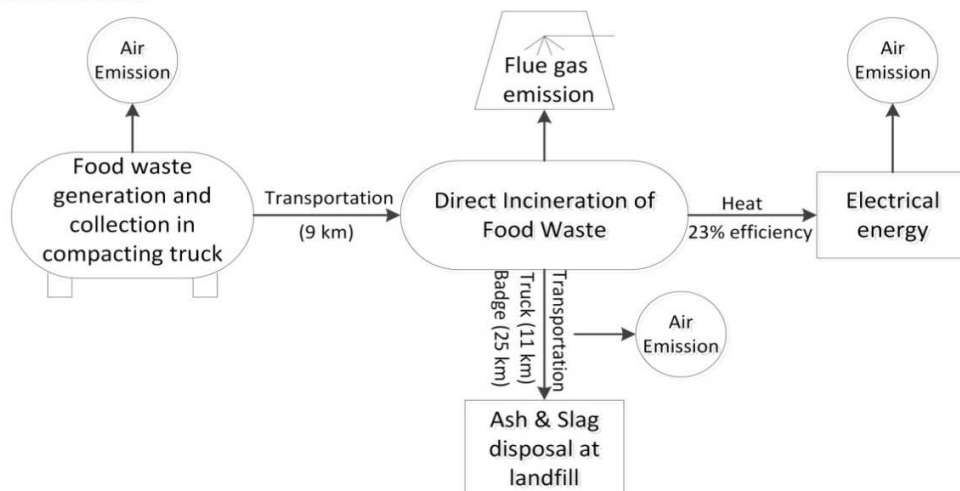 Air
Emission
Food waste
generation and
collection in
compacting truck
Transportation
(9 km)
Flue gas
emission
Direct Incineration of
Food Waste
Heat
23% efficiency
Air
Emission
Electrical
energy
Transportation
Truck (11 km)
Badge (25 km)
Air
Emission
Ash & Slag
disposal at
landfill